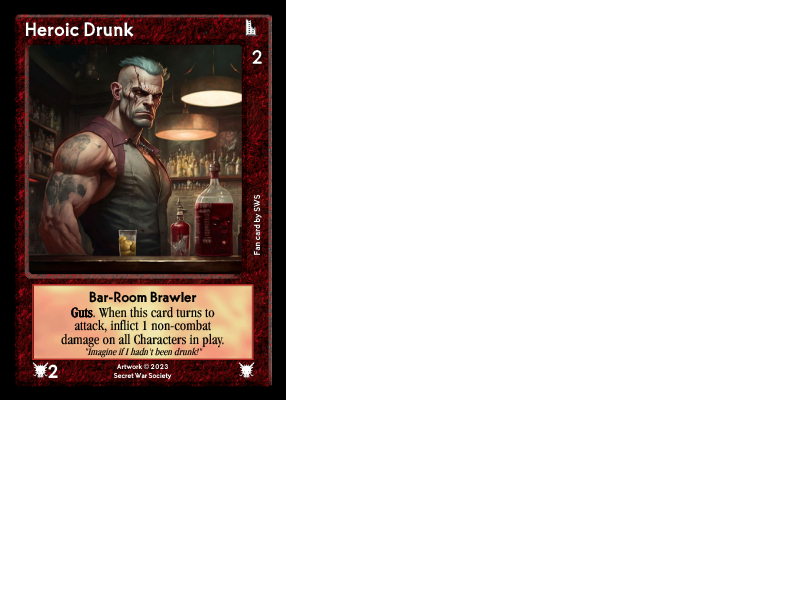 Heroic Drunk
2
Fan card by SWS
Bar-Room Brawler
Guts. When this card turns to
attack, inflict 1 non-combat
damage on all Characters in play.
"Imagine if I hadn't been drunk!"
2
Artwork © 2023
Secret War Society